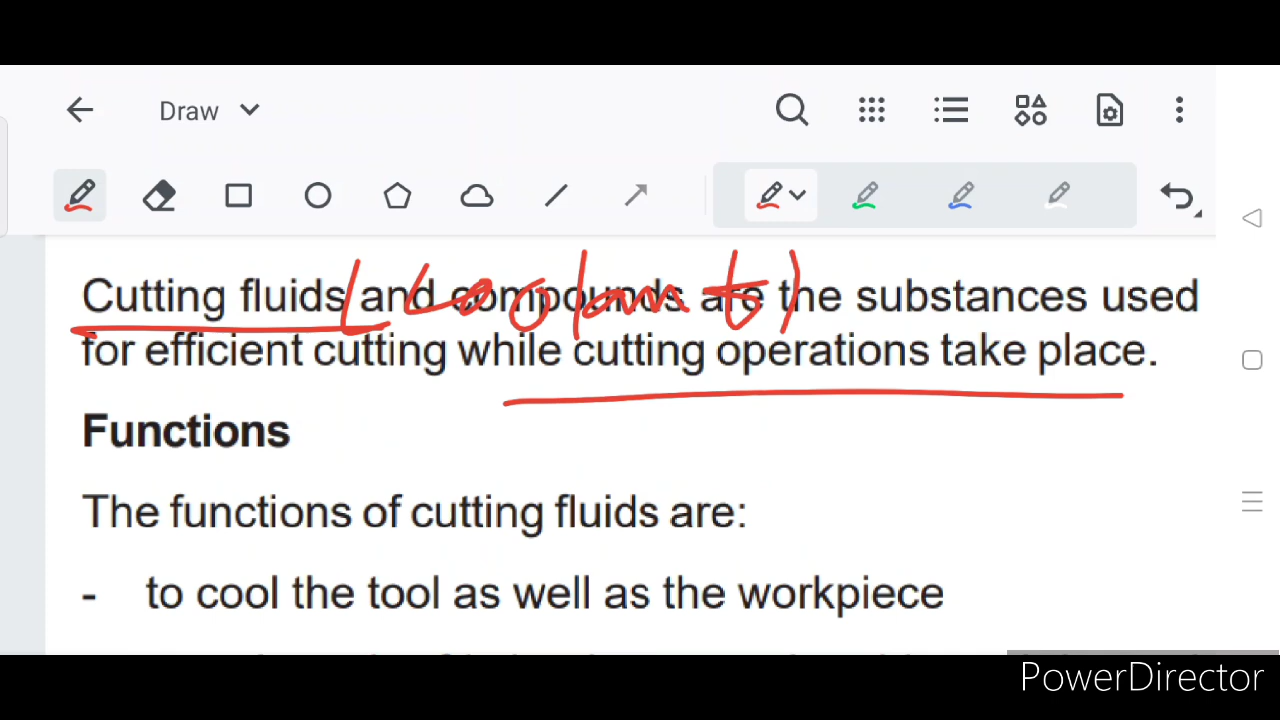 Draw
Cutting fluids and compounds are the substances used
(Coolant)
for efficient cutting while cutting operations take place.
Functions
The functions of cutting fluids are:
- to cool the tool as well as the workpiece
PowerDirector